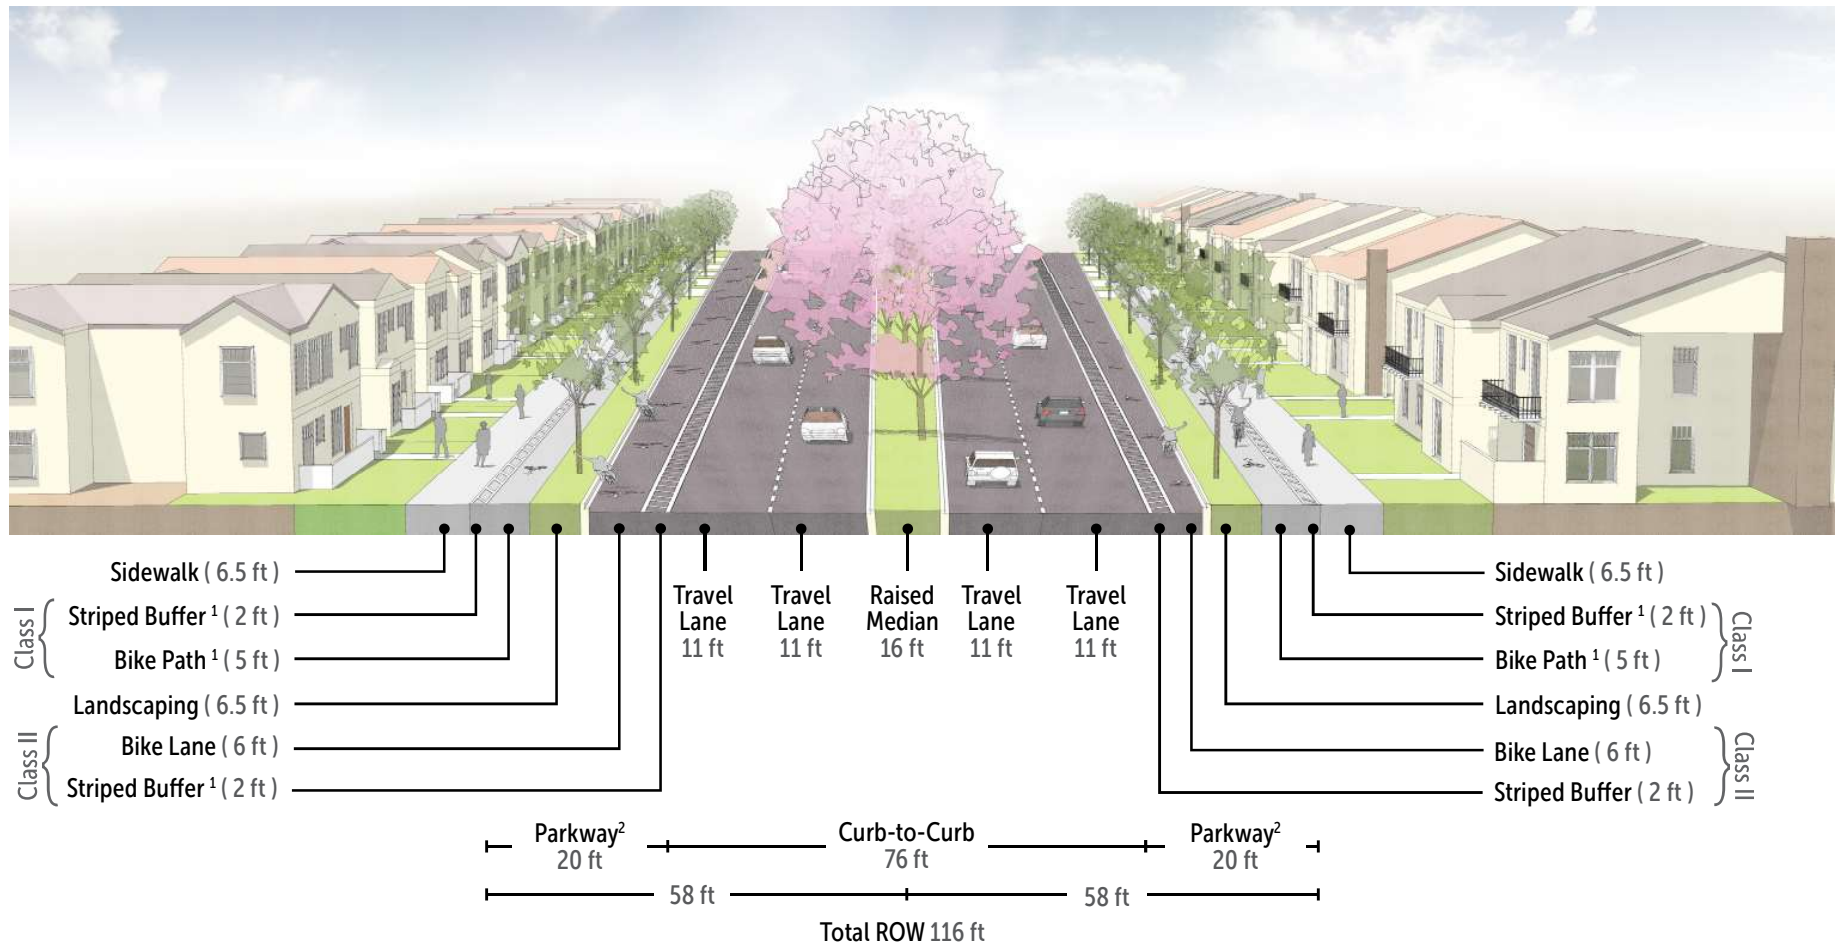 Sidewalk ( 6.5 ft )
Class I
Striped Buffer ¹ ( 2 ft )
Bike Path ¹ ( 5 ft )
Landscaping ( 6.5 ft )
Class II
Bike Lane ( 6 ft )
Striped Buffer ¹ ( 2 ft )
Travel
Lane
11 ft
Travel
Lane
11 ft
Raised
Median
16 ft
Travel
Lane
11 ft
Travel
Lane
11 ft
Sidewalk ( 6.5 ft )
Striped Buffer ¹ ( 2 ft )
Bike Path ¹ ( 5 ft )
Class I
Landscaping ( 6.5 ft )
Bike Lane ( 6 ft )
Striped Buffer ( 2 ft )
Class II
Parkway²
20 ft
Curb-to-Curb
76 ft
Parkway²
20 ft
58 ft
58 ft
Total ROW 116 ft